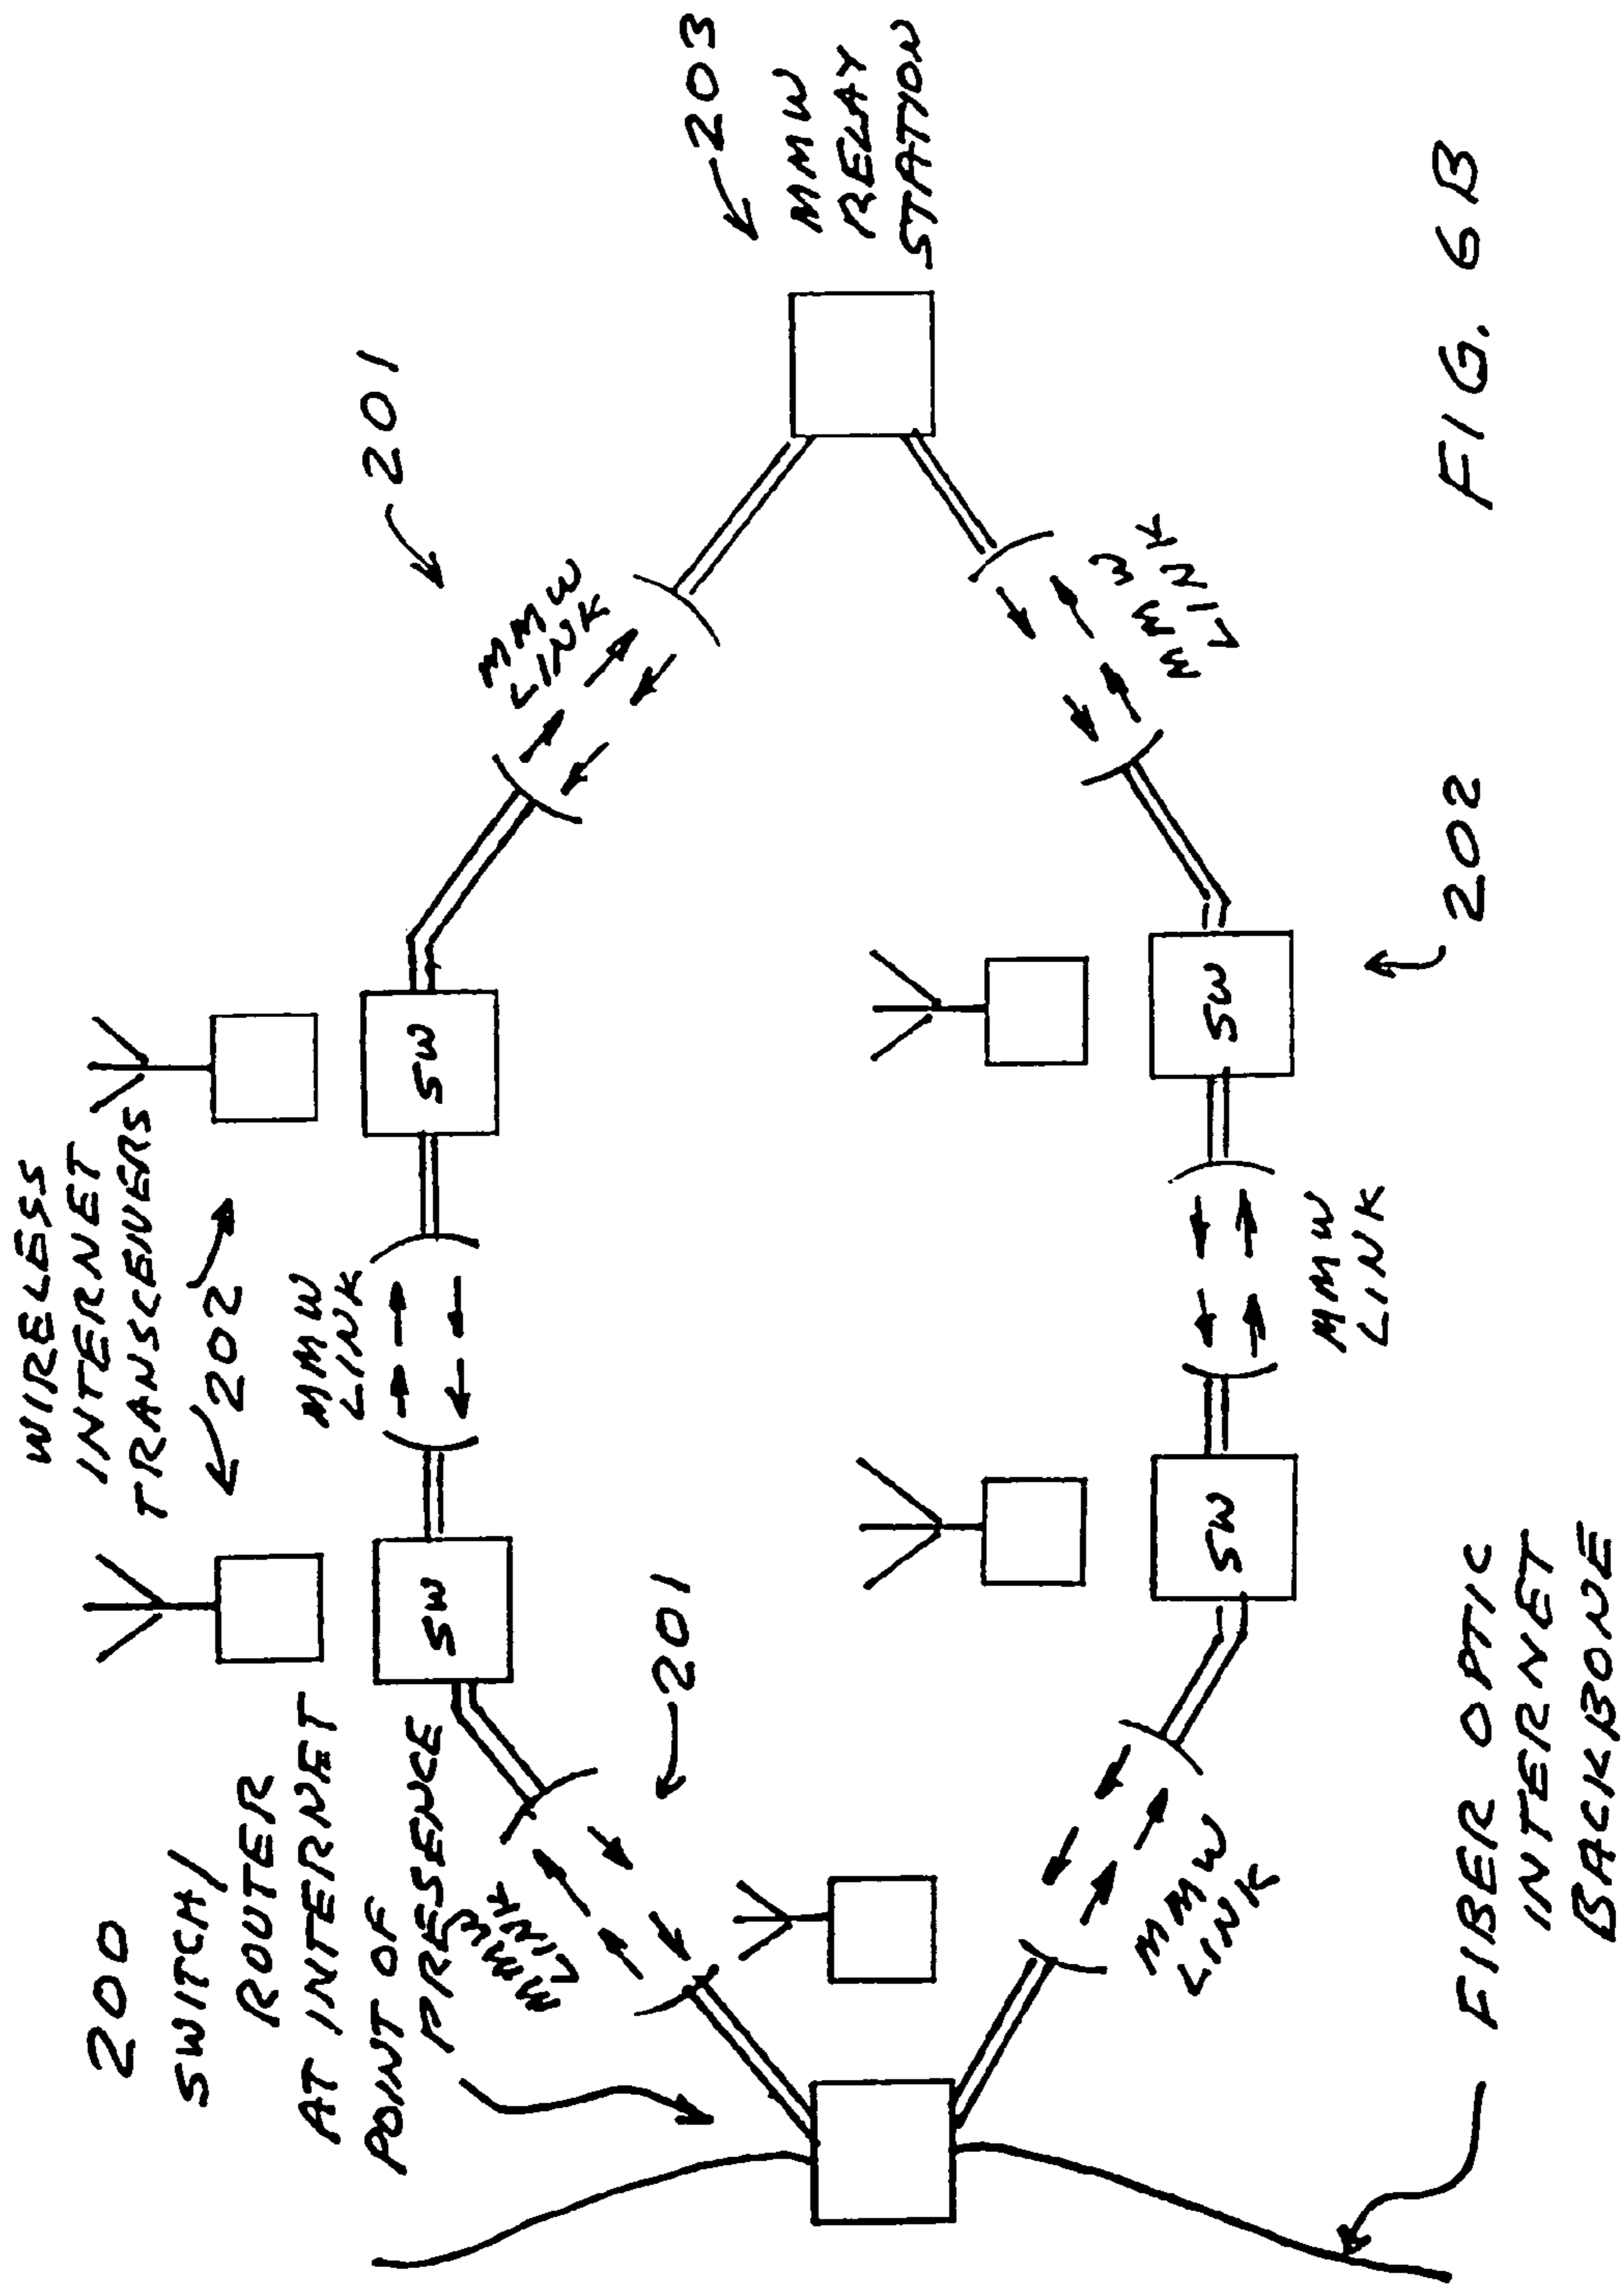 WIRELESS
INTERNET
TRANSCEIVERS
202
200
SWITCH/
ROUTER
AT INTERNET
POINT OF
PRESENCE
MMW
LINK
SW
MMW
LINK
SW
MMW
LINK
201
201
203
MMW
RELAY
STATION
MMW
LINK
SW
MMW
LINK
SW
MMW
LINK
202
FIBER OPTIC
INTERNET
BACKBONE
FIG. 6B